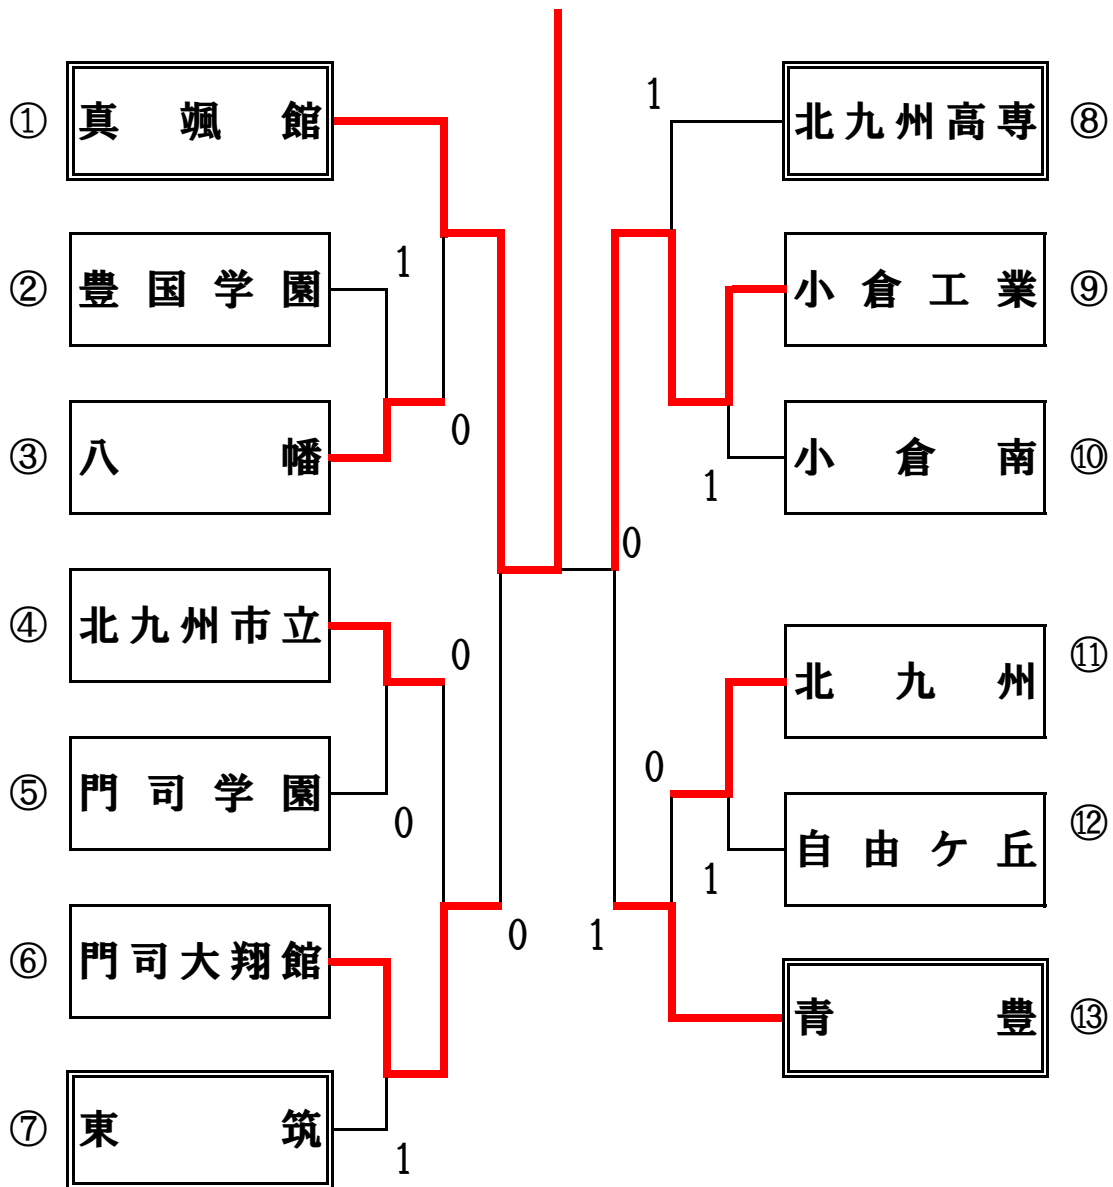 ① 真颯館
② 豊国学園
1
③ 八幡
0
④ 北九州市立
0
⑤ 門司学園
0
⑥ 門司大翔館
0
⑦ 東筑
1
1
北九州高専 ⑧
小倉工業 ⑨
小倉南 ⑩
1
0
北九州 ⑪
0
自由ケ丘 ⑫
1
1
青豊 ⑬